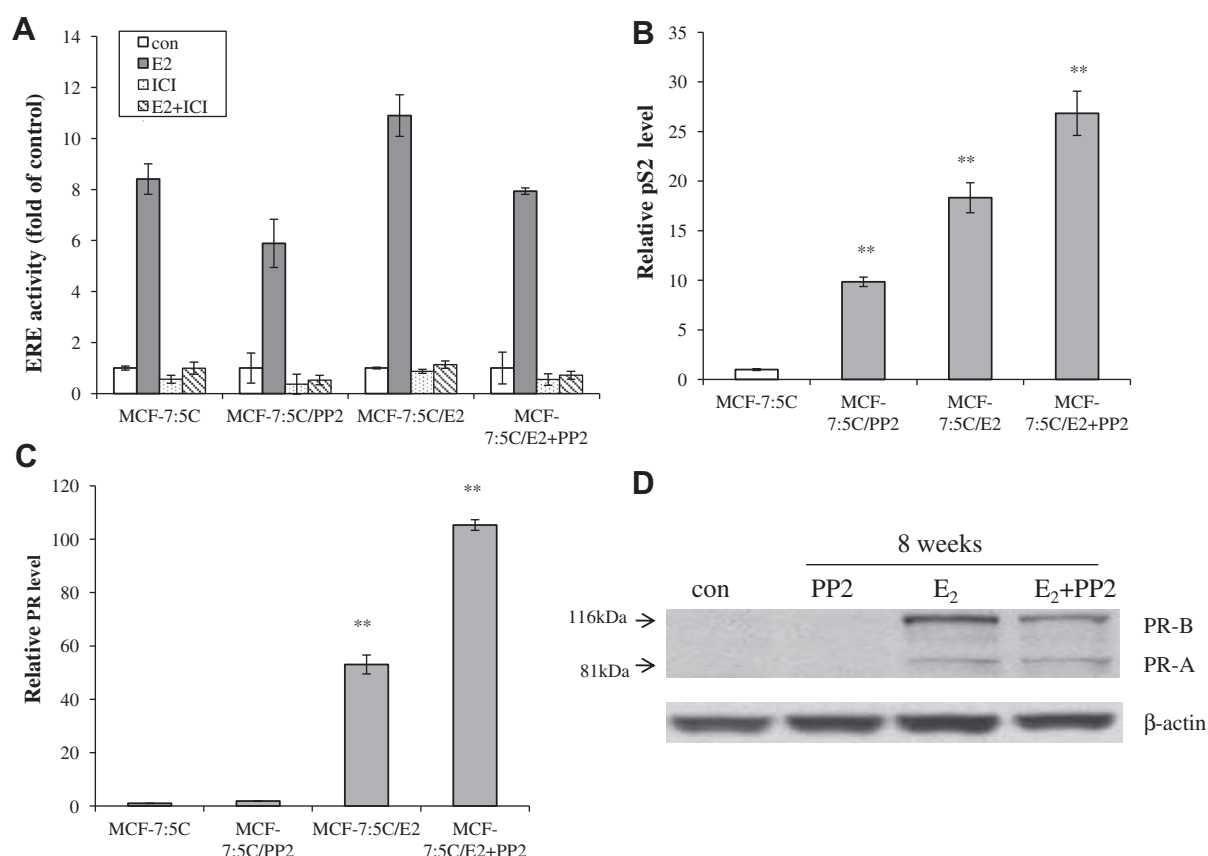 A
ERE activity (fold of control)
14
12
10
8
6
4
2
0
con
E2
ICI
E2+ICI
MCF-7:5C
MCF-7:5C/PP2
MCF-7:5C/E2
MCF-
7:5C/E2+PP2
B
Relative pS2 level
35
30
25
20
15
10
5
0
**
**
**
MCF-7:5C
MCF-
7:5C/PP2
MCF-
7:5C/E2
MCF-
7:5C/E2+PP2
C
Relative PR level
120
100
80
60
40
20
0
**
**
MCF-7:5C
MCF-
7:5C/PP2
MCF-7:5C/E2
MCF-
7:5C/E2+PP2
D
8 weeks
con PP2 E2 E2+PP2
116kDa
PR-B
81kDa
PR-A
β-actin